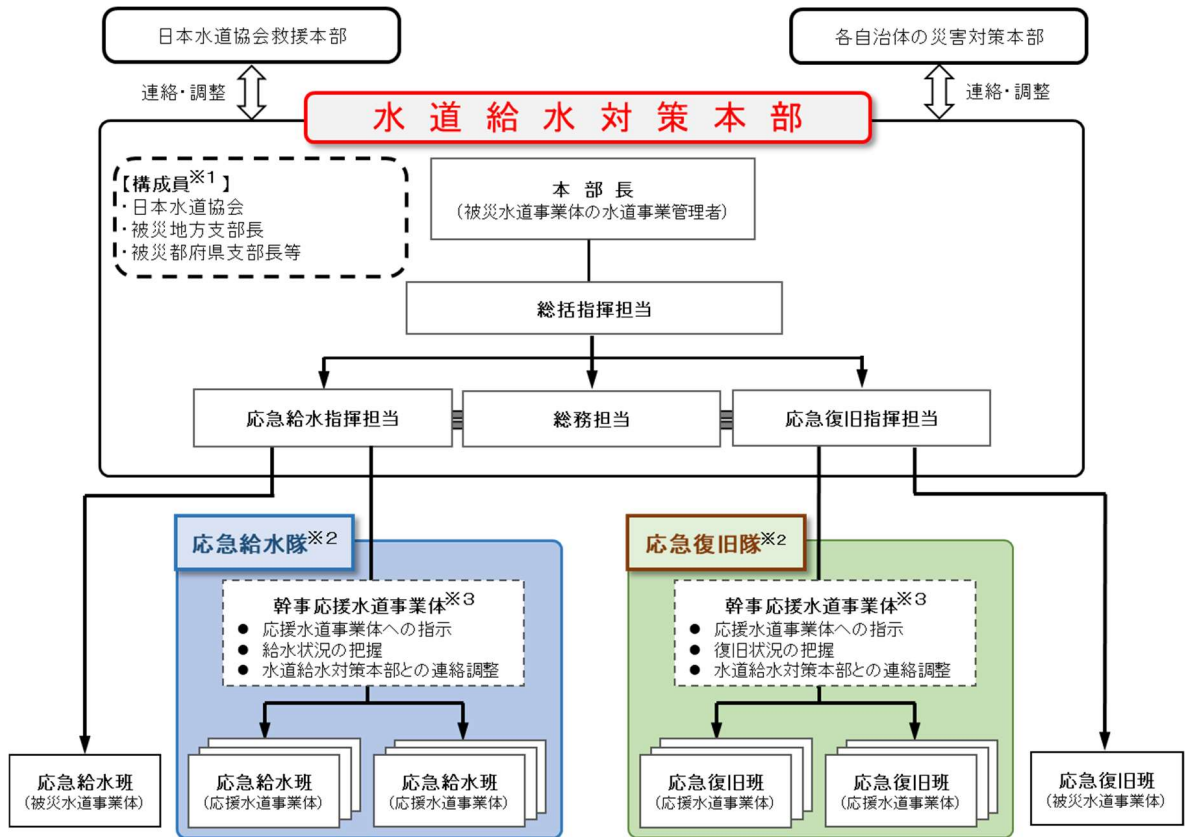 日本水道協会救援本部
各自治体の災害対策本部
連絡・調整
連絡・調整
水道給水対策本部
【構成員※1】
・日本水道協会
・被災地方支部長
・被災都府県支部長等
本部長
(被災水道事業体の水道事業管理者)
総括指揮担当
応急給水指揮担当
総務担当
応急復旧指揮担当
応急給水隊※2
応急復旧隊※2
幹事応援水道事業体※3
● 応援水道事業体への指示
● 給水状況の把握
● 水道給水対策本部との連絡調整
幹事応援水道事業体※3
● 応援水道事業体への指示
● 復旧状況の把握
● 水道給水対策本部との連絡調整
応急給水班
(被災水道事業体)
応急給水班
(応援水道事業体)
応急給水班
(応援水道事業体)
応急復旧班
(応援水道事業体)
応急復旧班
(応援水道事業体)
応急復旧班
(被災水道事業体)